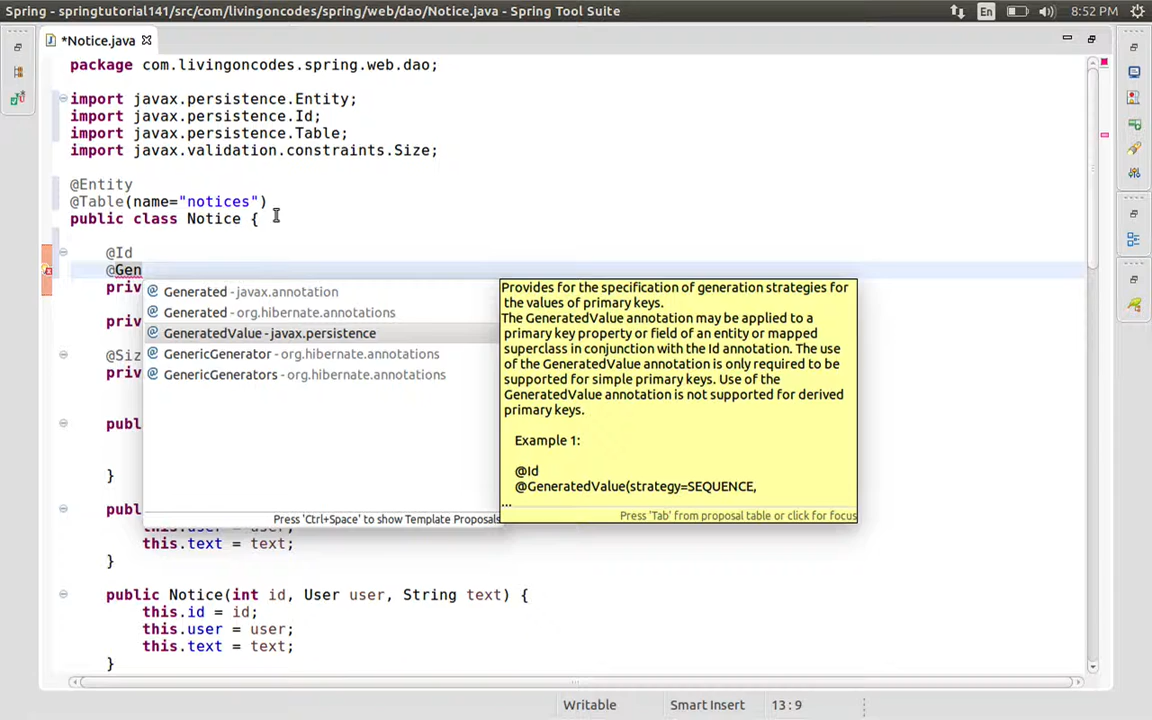 Spring - springtutorial141/src/com/livingoncodes/spring/web/dao/Notice.java - Spring Tool Suite
En
8:52 PM
*Notice.java
package com.livingoncodes.spring.web.dao;
import javax.persistence.Entity;
import javax.persistence.Id;
import javax.persistence.Table;
import javax.validation.constraints.Size;
@Entity
@Table(name="notices")
public class Notice {
@Id
@Gen
priv
priv
@Siz
priv
publ
}
publ
this.text = text;
}
public Notice(int id, User user, String text) {
this.id = id;
this.user = user;
this.text = text;
}
Generated - javax.annotation
Generated - org.hibernate.annotations
GeneratedValue - javax.persistence
GenericGenerator - org.hibernate.annotations
GenericGenerators - org.hibernate.annotations
Press 'Ctrl+Space' to show Template Proposals
Provides for the specification of generation strategies for
the values of primary keys.
The GeneratedValue annotation may be applied to a
primary key property or field of an entity or mapped
superclass in conjunction with the Id annotation. The use
of the GeneratedValue annotation is only required to be
supported for simple primary keys. Use of the
GeneratedValue annotation is not supported for derived
primary keys.
Example 1:
@Id
@GeneratedValue(strategy=SEQUENCE,
...
Press 'Tab' from proposal table or click for focus
Writable
Smart Insert
13 : 9